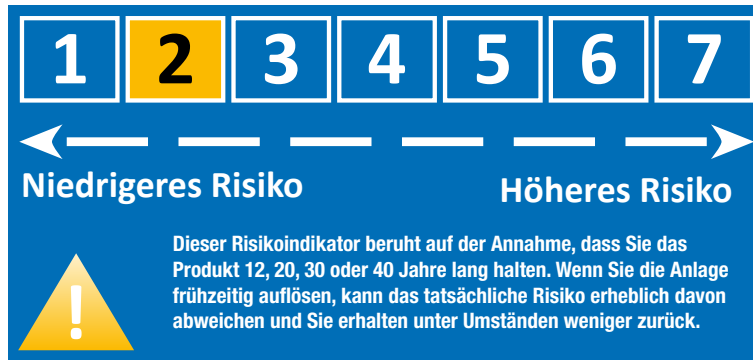 1 2 3 4 5 6 7
Niedrigeres Risiko Höheres Risiko
Dieser Risikoindikator beruht auf der Annahme, dass Sie das
Produkt 12, 20, 30 oder 40 Jahre lang halten. Wenn Sie die Anlage
frühzeitig auflösen, kann das tatsächliche Risiko erheblich davon
abweichen und Sie erhalten unter Umständen weniger zurück.
!